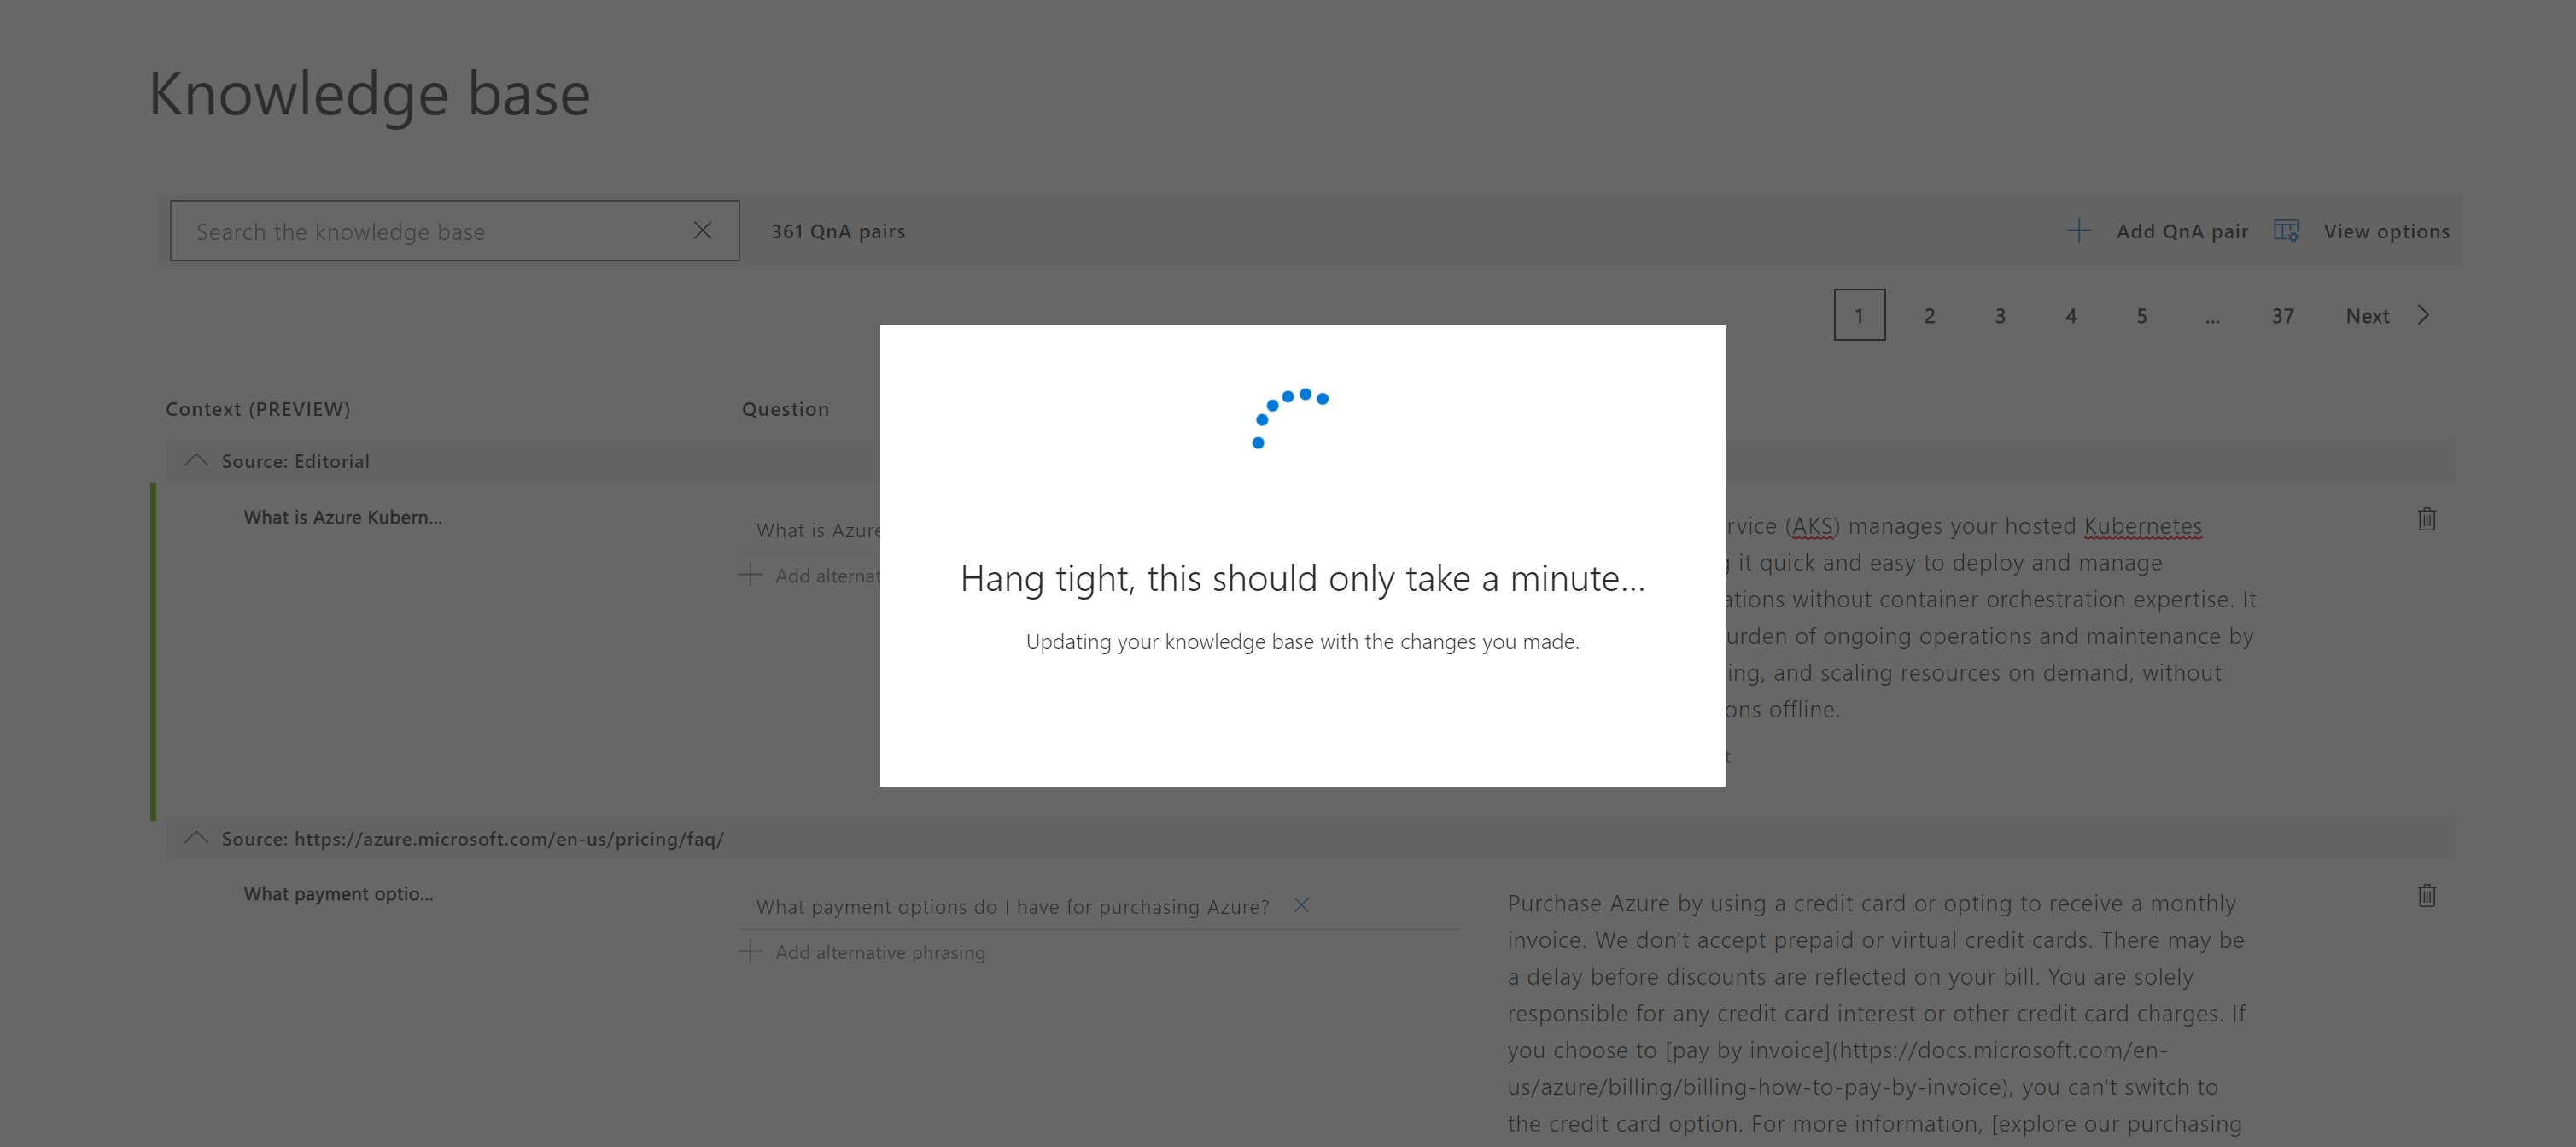 Knowledge base
Search the knowledge base
361 QnA pairs
Add QnA pair
View options
1 2 3 4 5 ... 37 Next
Context (PREVIEW)
Question
Source: Editorial
What is Azure Kubern...
What is Azure
Add alternat
(AKS) manages your hosted Kubernetes
it quick and easy to deploy and manage
without container orchestration expertise. It
of ongoing operations and maintenance by
and scaling resources on demand, without
offline.
Hang tight, this should only take a minute...
Updating your knowledge base with the changes you made.
Source: https://azure.microsoft.com/en-us/pricing/faq/
What payment optio...
What payment options do I have for purchasing Azure?
Add alternative phrasing
Purchase Azure by using a credit card or opting to receive a monthly
invoice. We don't accept prepaid or virtual credit cards. There may be
a delay before discounts are reflected on your bill. You are solely
responsible for any credit card interest or other credit card charges. If
you choose to [pay by invoice](https://docs.microsoft.com/en-
us/azure/billing/billing-how-to-pay-by-invoice), you can't switch to
the credit card option. For more information, [explore our purchasing